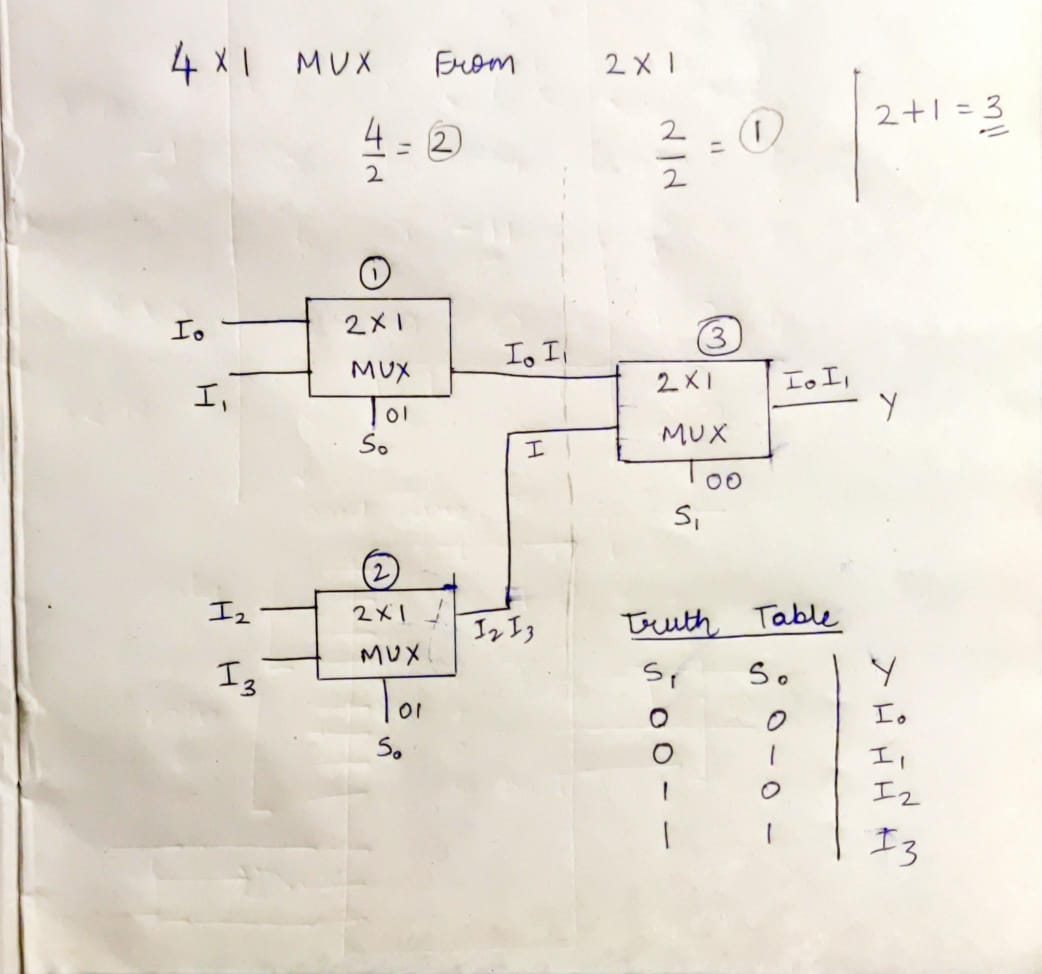 4 X 1 MUX From 2 X 1
4/2 = 2
2/2 = 1
2+1 = 3
1
I0
I1
2X1
MUX
01
S0
I0 I1
3
2X1
MUX
I0 I1
Y
I
00
S1
2
I2
I3
2X1
MUX
I2 I3
01
S0
Truth Table
S1 S0 Y
0 0 I0
0 1 I1
1 0 I2
1 1 I3